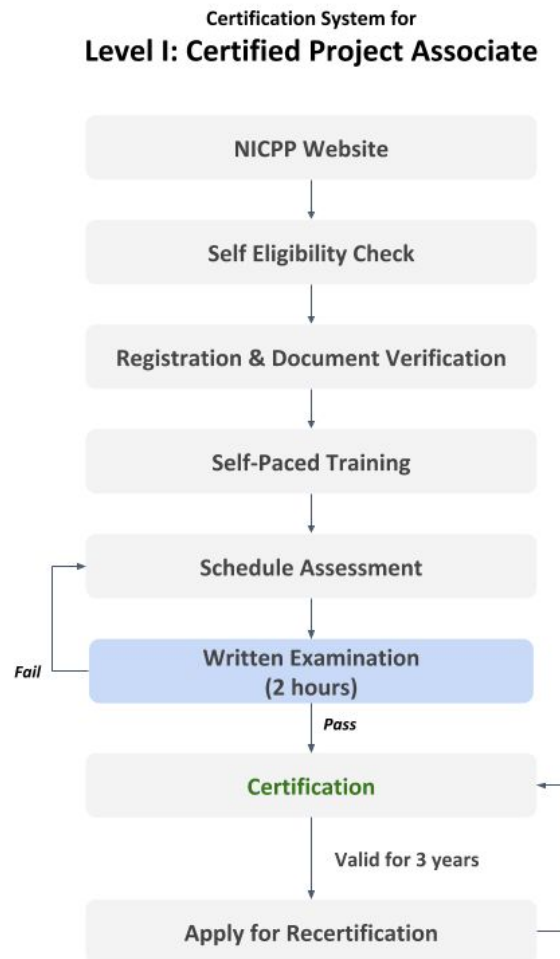 Certification System for
Level I: Certified Project Associate
NICPP Website
Self Eligibility Check
Registration & Document Verification
Self-Paced Training
Schedule Assessment
Fail
Written Examination
(2 hours)
Pass
Certification
Valid for 3 years
Apply for Recertification